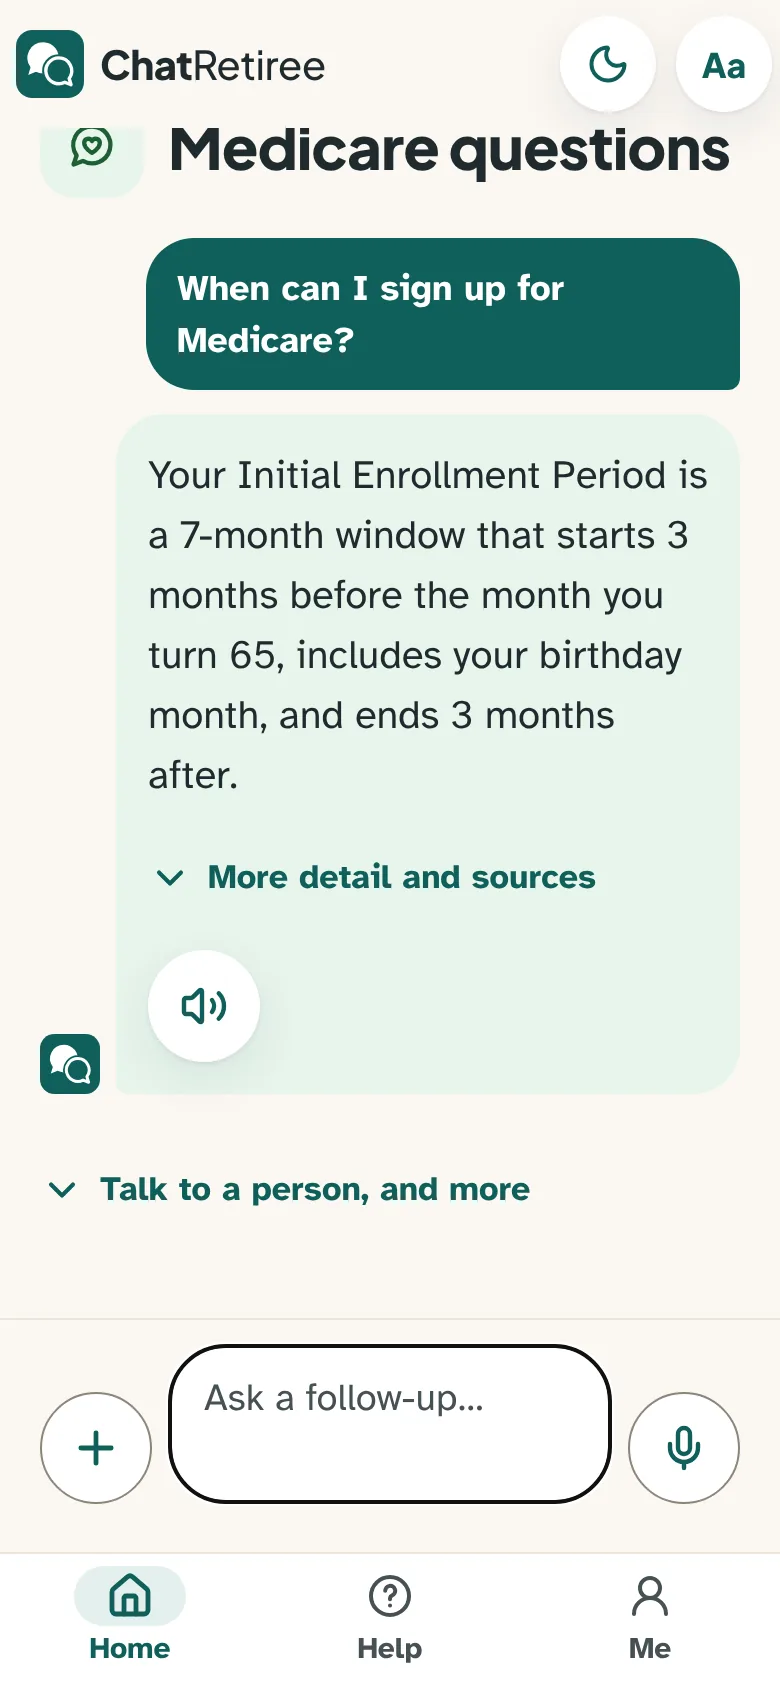 ChatRetiree
Aa
Medicare questions
When can I sign up for
Medicare?
Your Initial Enrollment Period is
a 7-month window that starts 3
months before the month you
turn 65, includes your birthday
month, and ends 3 months
after.
More detail and sources
Talk to a person, and more
Ask a follow-up...
Home
Help
Me